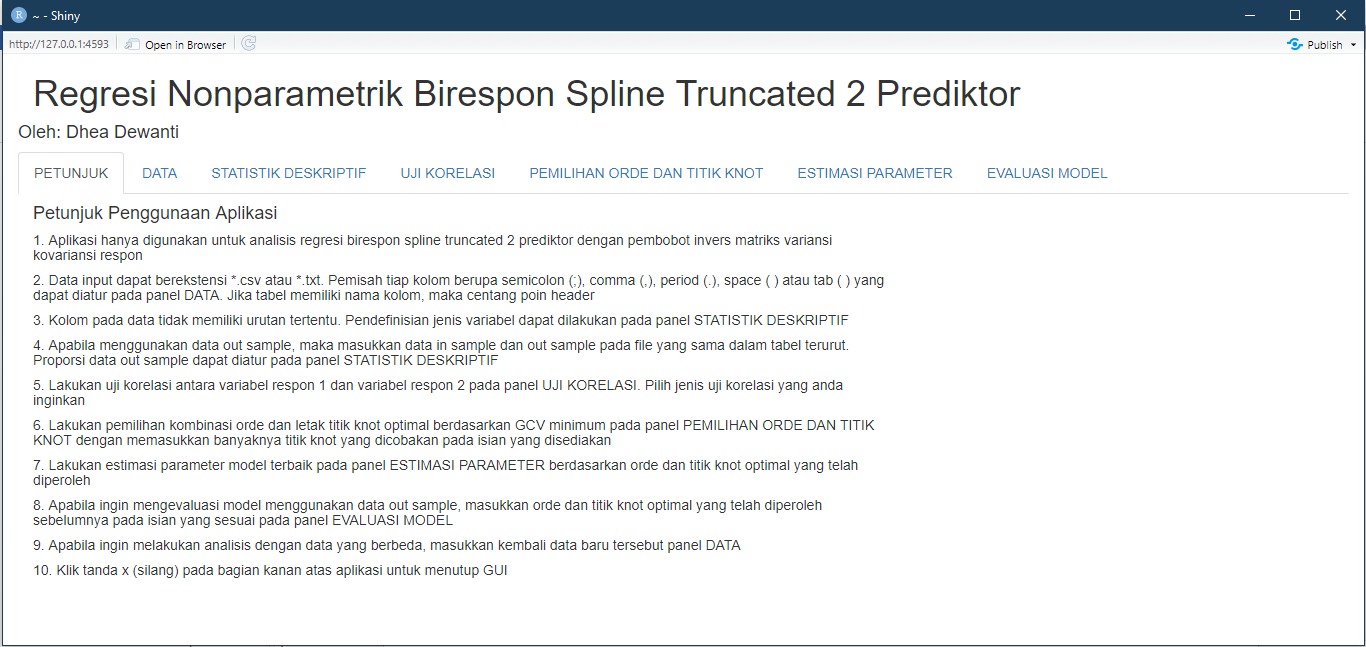 R ~ - Shiny
http://127.0.0.1:4593 Open in Browser Publish
Regresi Nonparametrik Birespon Spline Truncated 2 Prediktor
Oleh: Dhea Dewanti
PETUNJUK DATA STATISTIK DESKRIPTIF UJI KORELASI PEMILIHAN ORDE DAN TITIK KNOT ESTIMASI PARAMETER EVALUASI MODEL
Petunjuk Penggunaan Aplikasi
1. Aplikasi hanya digunakan untuk analisis regresi birespon spline truncated 2 prediktor dengan pembobot invers matriks variansi
kovariansi respon
2. Data input dapat berekstensi *.csv atau *.txt. Pemisah tiap kolom berupa semicolon (;), comma (,), period (.), space ( ) atau tab ( ) yang
dapat diatur pada panel DATA. Jika tabel memiliki nama kolom, maka centang poin header
3. Kolom pada data tidak memiliki urutan tertentu. Pendefinisian jenis variabel dapat dilakukan pada panel STATISTIK DESKRIPTIF
4. Apabila menggunakan data out sample, maka masukkan data in sample dan out sample pada file yang sama dalam tabel terurut.
Proporsi data out sample dapat diatur pada panel STATISTIK DESKRIPTIF
5. Lakukan uji korelasi antara variabel respon 1 dan variabel respon 2 pada panel UJI KORELASI. Pilih jenis uji korelasi yang anda
inginkan
6. Lakukan pemilihan kombinasi orde dan letak titik knot optimal berdasarkan GCV minimum pada panel PEMILIHAN ORDE DAN TITIK
KNOT dengan memasukkan banyaknya titik knot yang dicobakan pada isian yang disediakan
7. Lakukan estimasi parameter model terbaik pada panel ESTIMASI PARAMETER berdasarkan orde dan titik knot optimal yang telah
diperoleh
8. Apabila ingin mengevaluasi model menggunakan data out sample, masukkan orde dan titik knot optimal yang telah diperoleh
sebelumnya pada isian yang sesuai pada panel EVALUASI MODEL
9. Apabila ingin melakukan analisis dengan data yang berbeda, masukkan kembali data baru tersebut panel DATA
10. Klik tanda x (silang) pada bagian kanan atas aplikasi untuk menutup GUI